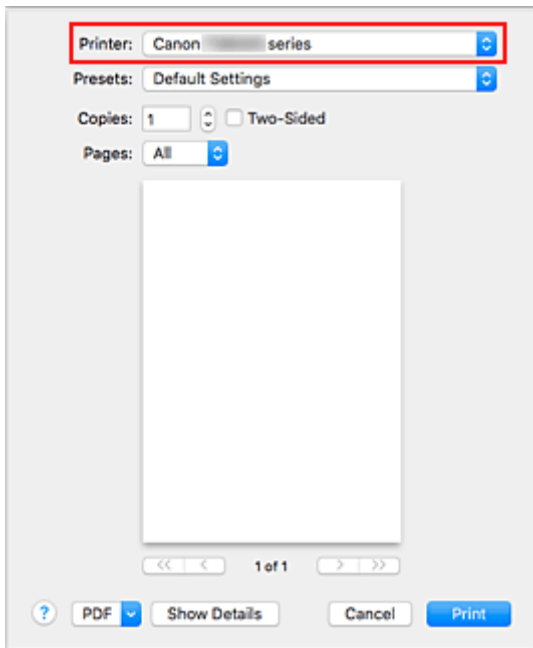 Printer: Canon series
Presets: Default Settings
Copies: 1 Two-Sided
Pages: All
<< < 1 of 1 > >>
? PDF Show Details Cancel Print